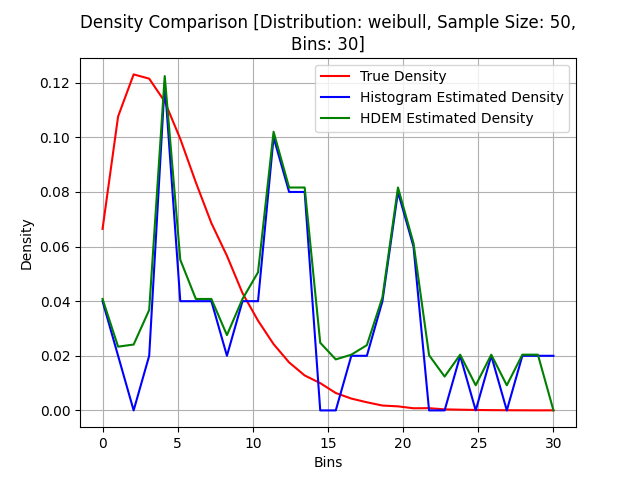 Density Comparison [Distribution: weibull, Sample Size: 50,
Bins: 30]
True Density
Histogram Estimated Density
HDEM Estimated Density
Density
0.12
0.10
0.08
0.06
0.04
0.02
0.00
0 5 10 15 20 25 30
Bins